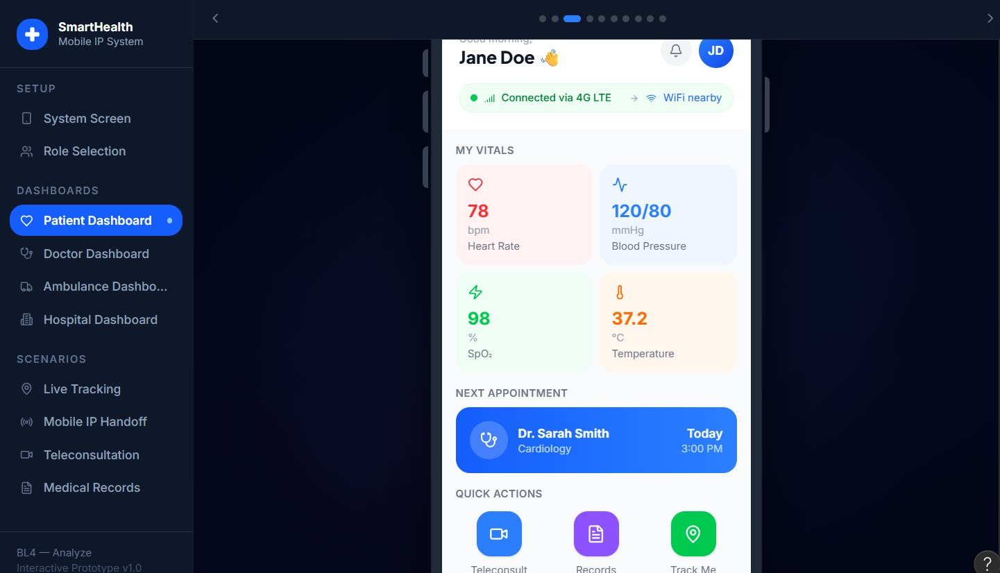 SmartHealth
Mobile IP System
SETUP
System Screen
Role Selection
DASHBOARDS
Patient Dashboard
Doctor Dashboard
Ambulance Dashbo...
Hospital Dashboard
SCENARIOS
Live Tracking
Mobile IP Handoff
Teleconsultation
Medical Records
BL4 — Analyze
Interactive Prototype v1.0
Good morning,
Jane Doe 👋
JD
Connected via 4G LTE → WiFi nearby
MY VITALS
78
bpm
Heart Rate
120/80
mmHg
Blood Pressure
98
%
SpO₂
37.2
°C
Temperature
NEXT APPOINTMENT
Dr. Sarah Smith
Cardiology
Today
3:00 PM
QUICK ACTIONS
Teleconsult
Records
Track Me
?